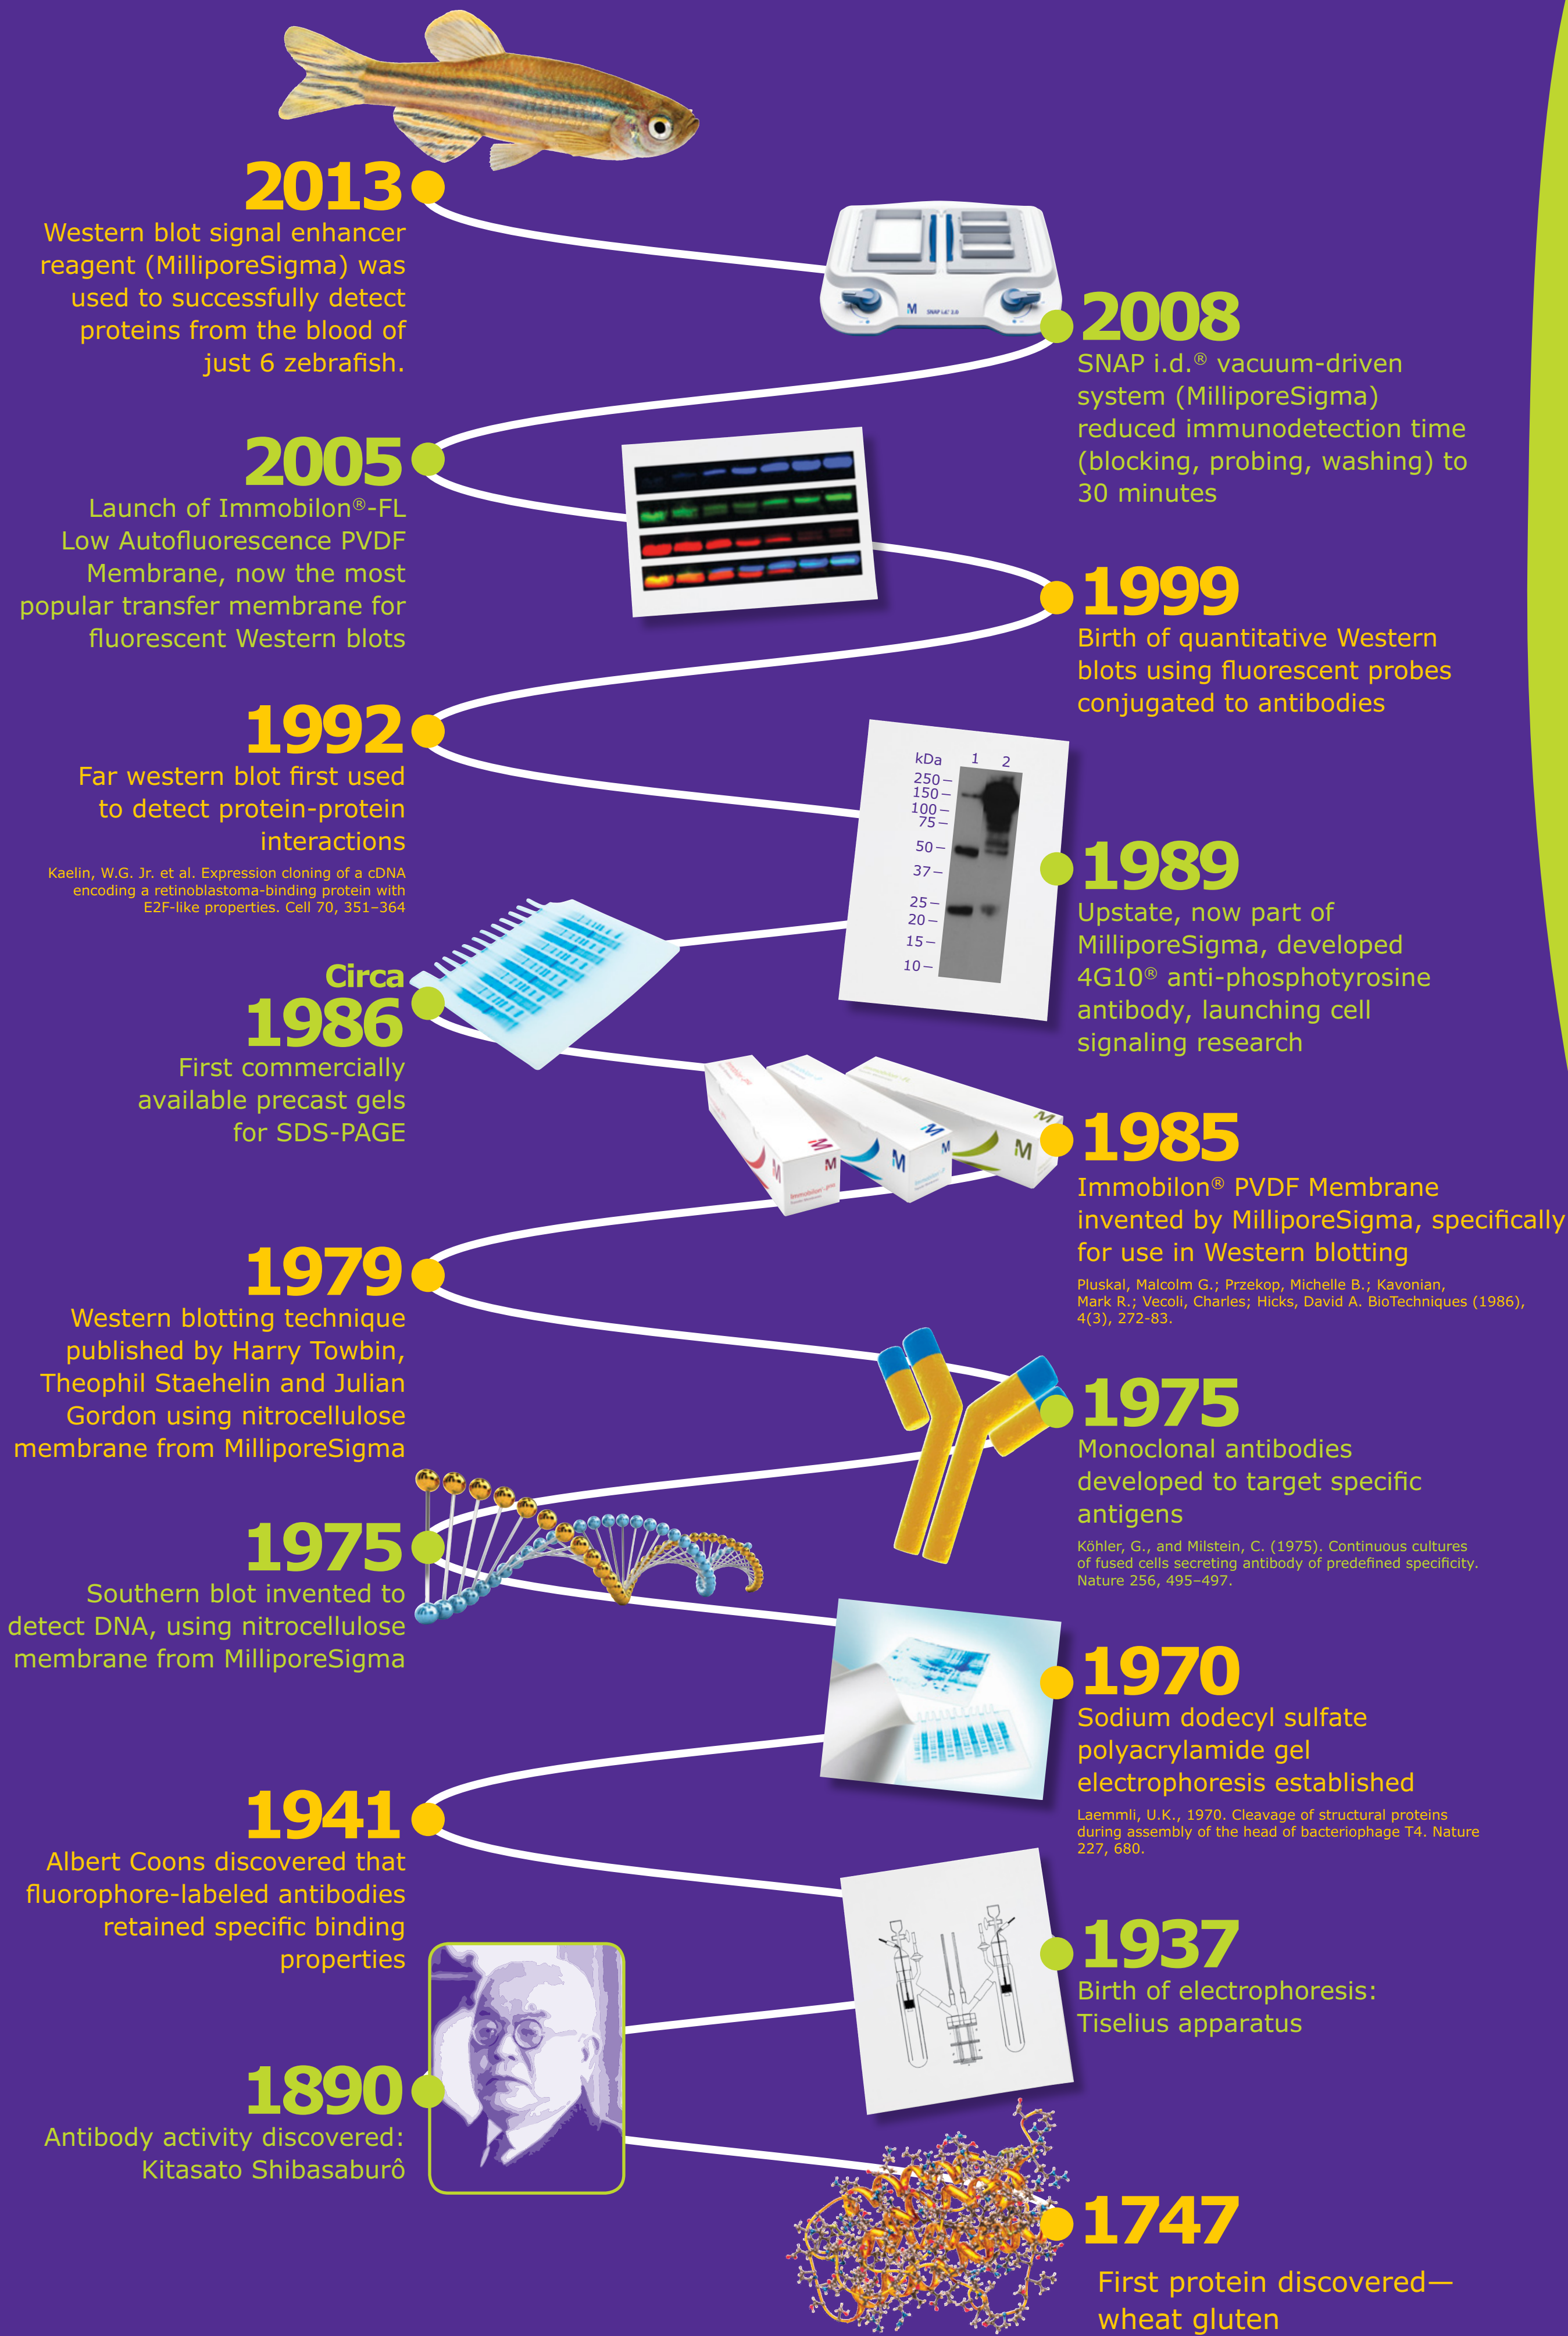 2013
Western blot signal enhancer
reagent (MilliporeSigma) was
used to successfully detect
proteins from the blood of
just 6 zebrafish.
M SNAP i.d.® 2.0
2008
SNAP i.d.® vacuum-driven
system (MilliporeSigma)
reduced immunodetection time
(blocking, probing, washing) to
30 minutes
2005
Launch of Immobilon®-FL
Low Autofluorescence PVDF
Membrane, now the most
popular transfer membrane for
fluorescent Western blots
1999
Birth of quantitative Western
blots using fluorescent probes
conjugated to antibodies
1992
Far western blot first used
to detect protein-protein
interactions
Kaelin, W.G. Jr. et al. Expression cloning of a cDNA
encoding a retinoblastoma-binding protein with
E2F-like properties. Cell 70, 351–364
kDa 1 2
250
150
100
75
50
37
25
20
15
10
1989
Upstate, now part of
MilliporeSigma, developed
4G10® anti-phosphotyrosine
antibody, launching cell
signaling research
Circa
1986
First commercially
available precast gels
for SDS-PAGE
M
M
M
M
M
M
M
1985
Immobilon® PVDF Membrane
invented by MilliporeSigma, specifically
for use in Western blotting
Pluskal, Malcolm G.; Przekop, Michelle B.; Kavonian,
Mark R.; Vecoli, Charles; Hicks, David A. BioTechniques (1986),
4(3), 272-83.
1979
Western blotting technique
published by Harry Towbin,
Theophil Staehelin and Julian
Gordon using nitrocellulose
membrane from MilliporeSigma
1975
Monoclonal antibodies
developed to target specific
antigens
Köhler, G., and Milstein, C. (1975). Continuous cultures
of fused cells secreting antibody of predefined specificity.
Nature 256, 495–497.
1975
Southern blot invented to
detect DNA, using nitrocellulose
membrane from MilliporeSigma
1970
Sodium dodecyl sulfate
polyacrylamide gel
electrophoresis established
Laemmli, U.K., 1970. Cleavage of structural proteins
during assembly of the head of bacteriophage T4. Nature
227, 680.
1941
Albert Coons discovered that
fluorophore-labeled antibodies
retained specific binding
properties
1937
Birth of electrophoresis:
Tiselius apparatus
1890
Antibody activity discovered:
Kitasato Shibasaburô
1747
First protein discovered—
wheat gluten